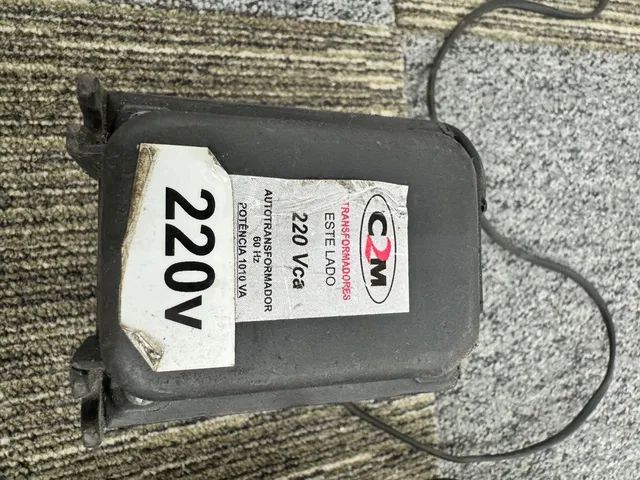 C2M
TRANSFORMADORES
ESTE LADO
220 Vca
AUTOTRANSFORMADOR
60 Hz
POTÊNCIA 1010 VA
220v